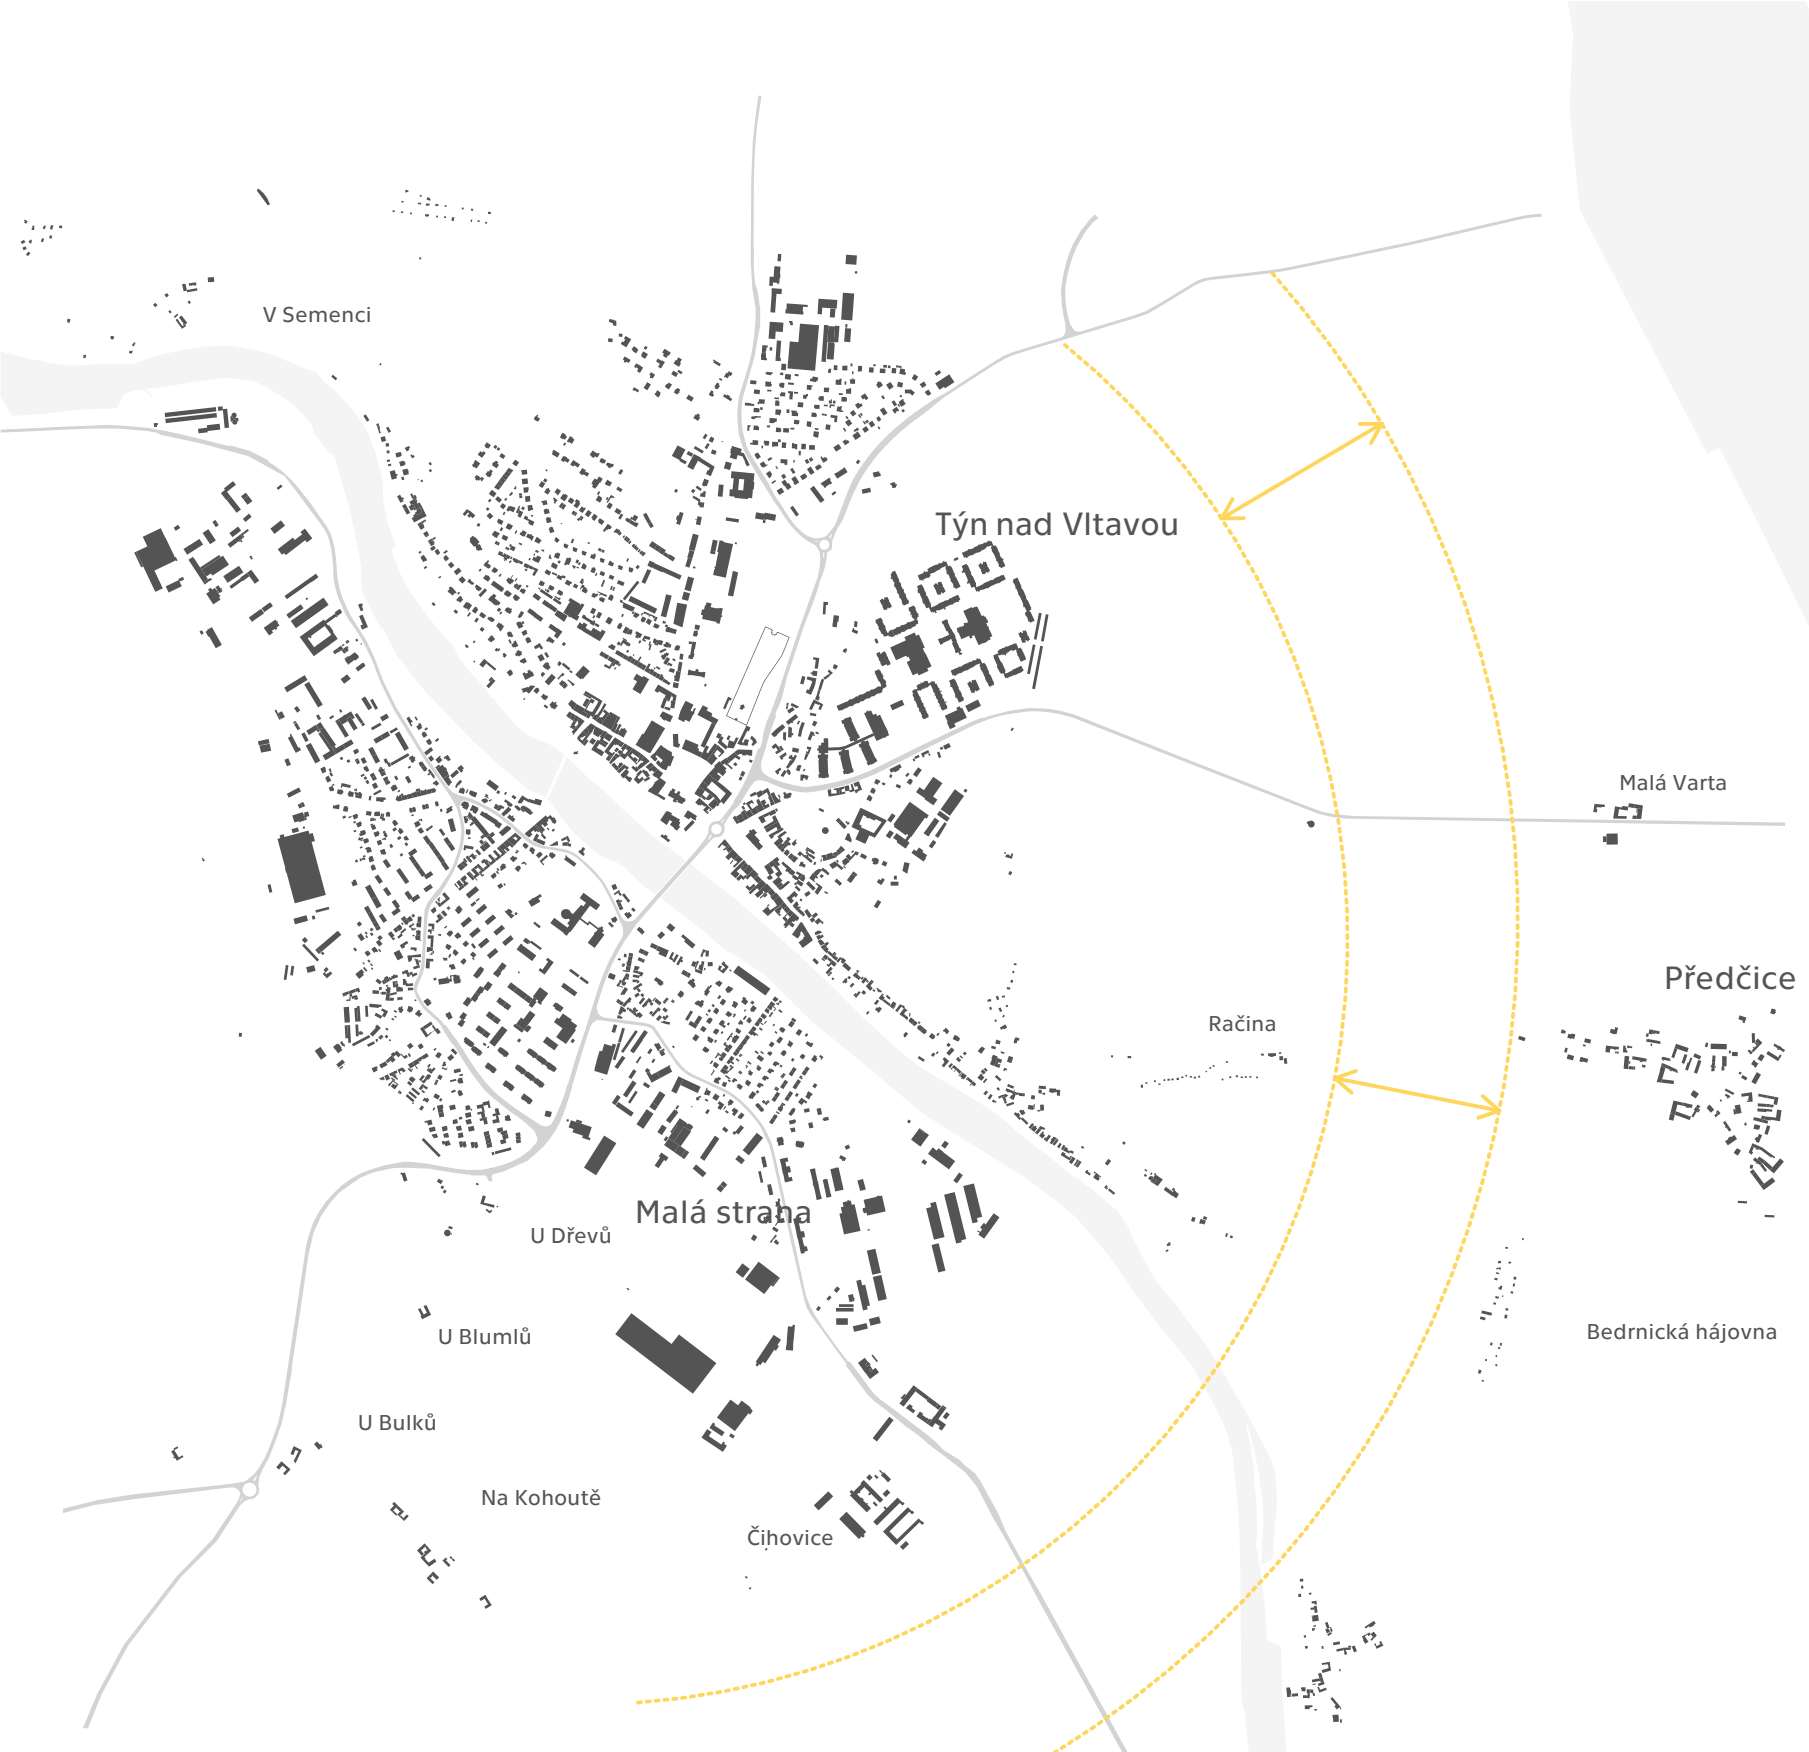 V Semenci
Týn nad Vltavou
Malá Varta
Předčice
Račina
Malá strana
U Dřevů
Bedrnická hájovna
U Blumlů
U Bulků
Na Kohoutě
Čihovice